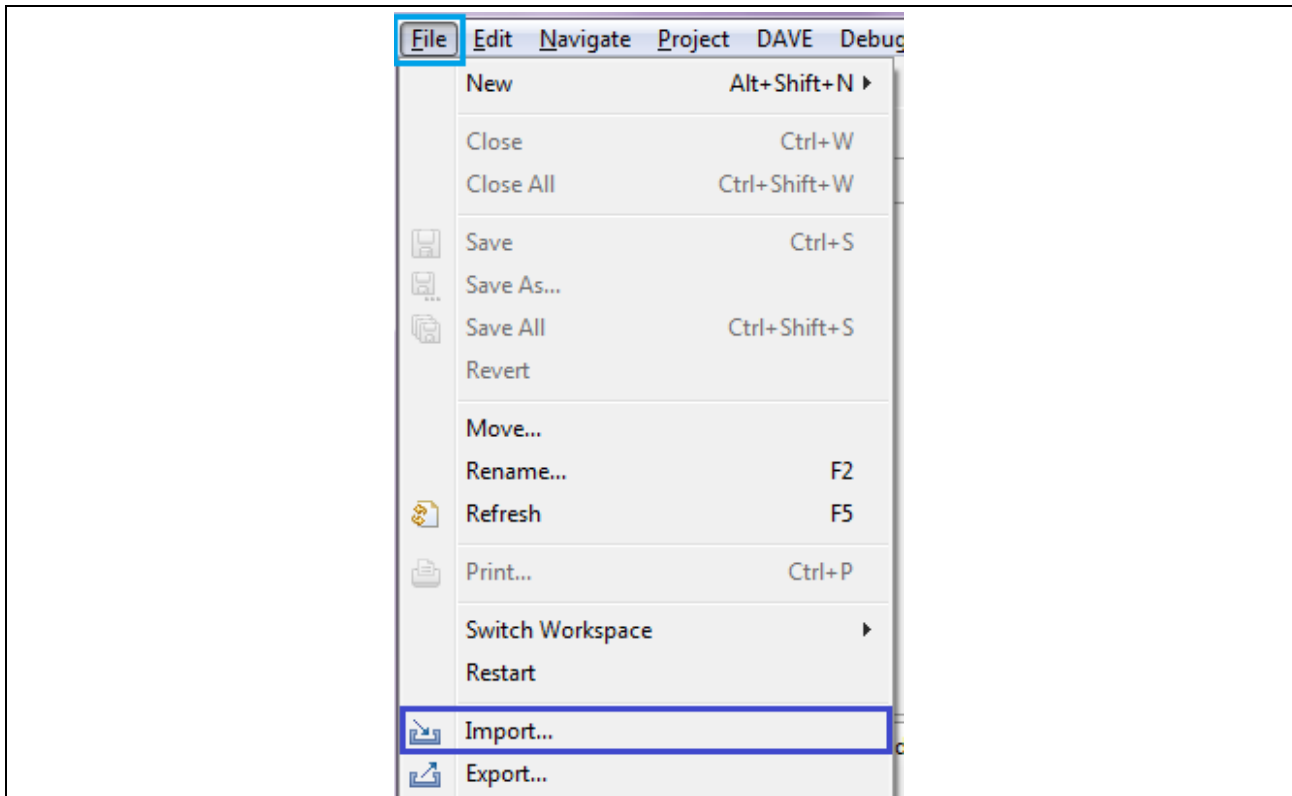 File Edit Navigate Project DAVE Debug
New Alt+Shift+N
Close Ctrl+W
Close All Ctrl+Shift+W
Save Ctrl+S
Save As...
Save All Ctrl+Shift+S
Revert
Move...
Rename... F2
Refresh F5
Print... Ctrl+P
Switch Workspace
Restart
Import...
Export...